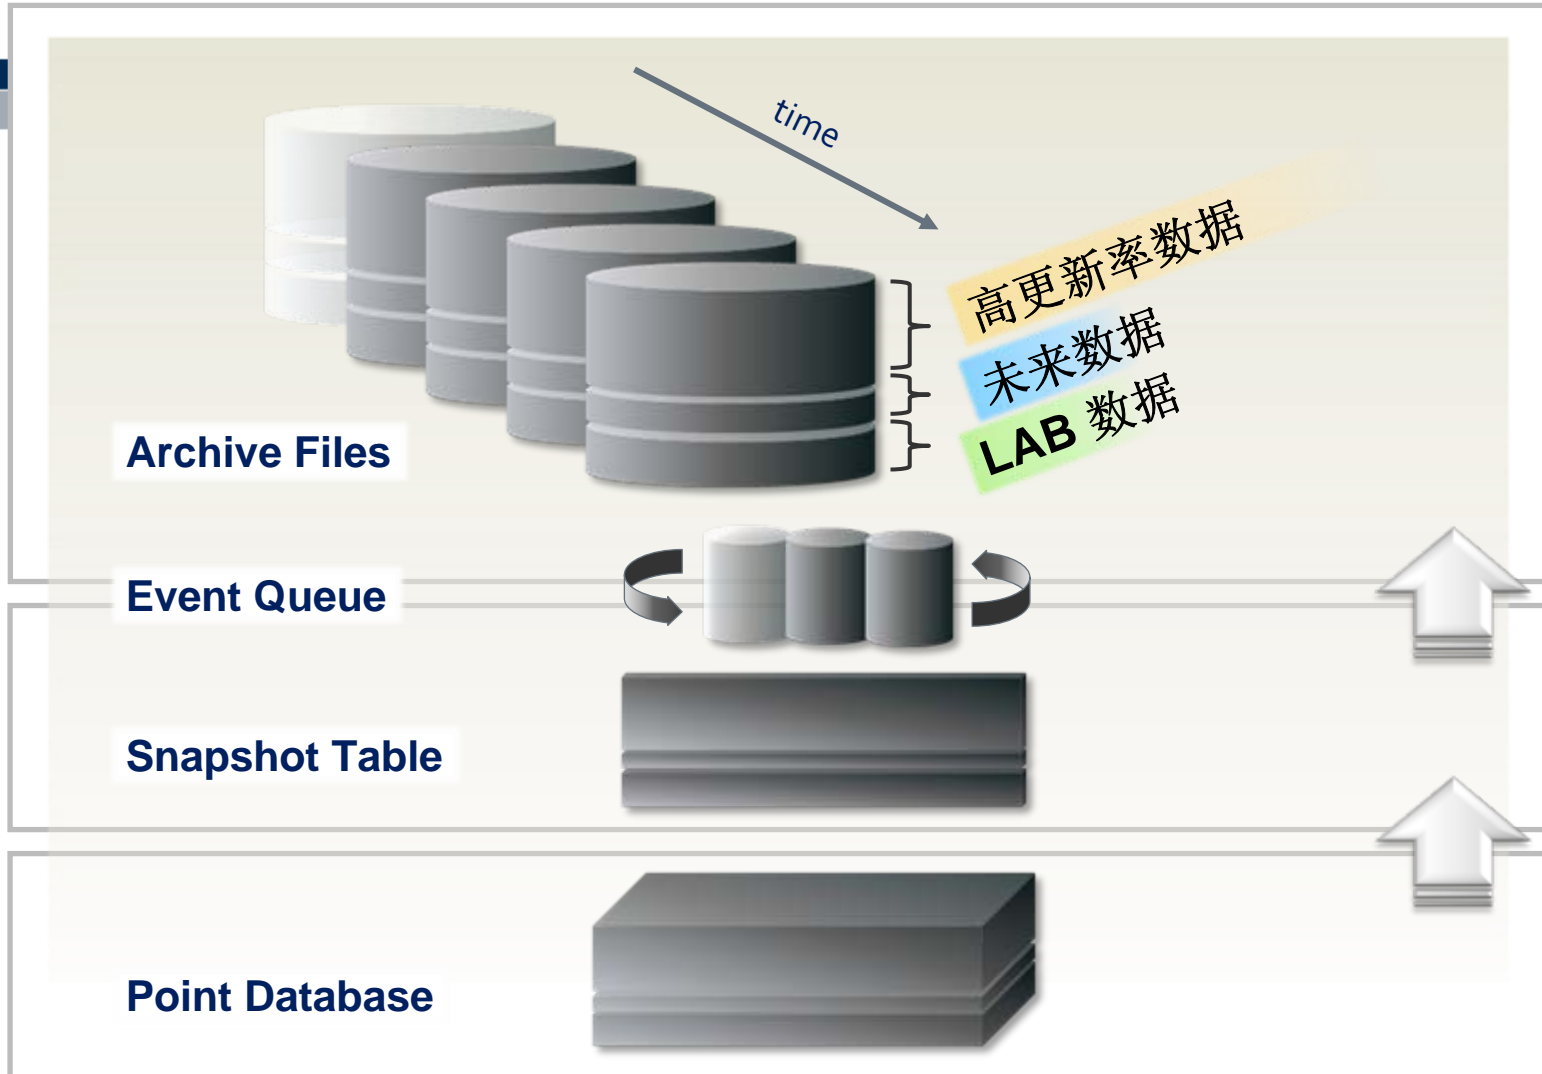 time
高更新率数据
未来数据
LAB 数据
Archive Files
Event Queue
Snapshot Table
Point Database